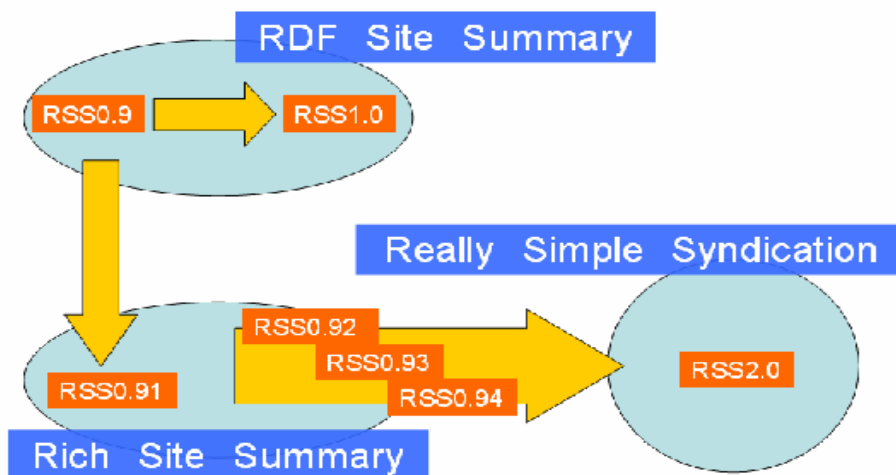 RDF Site Summary
RSS0.9
RSS1.0
Really Simple Syndication
RSS0.92
RSS0.93
RSS0.94
RSS0.91
RSS2.0
Rich Site Summary